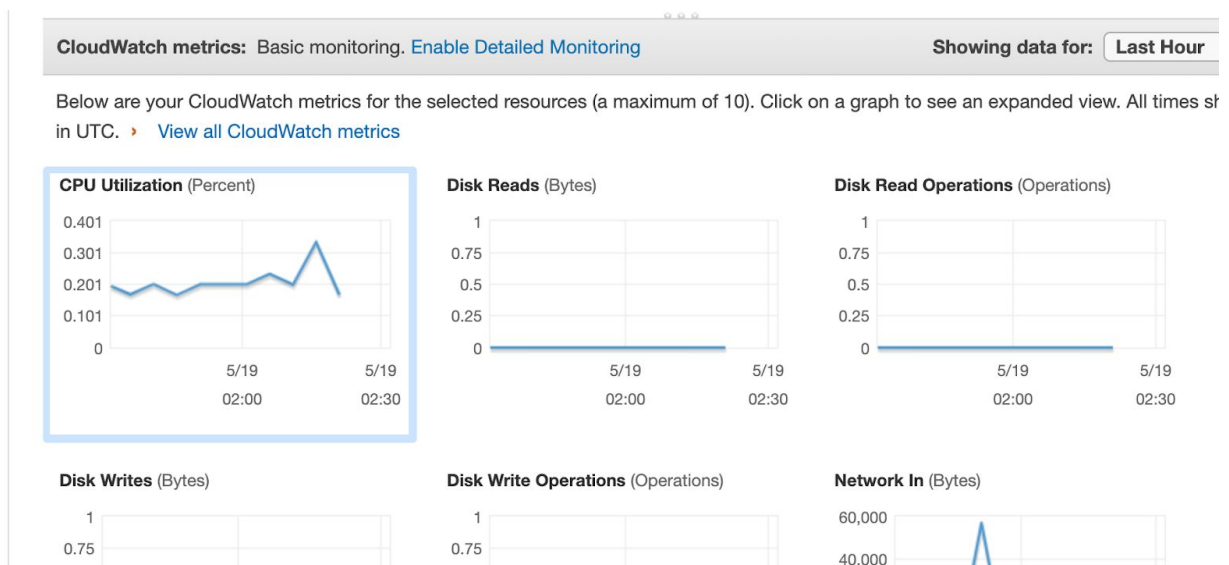 CloudWatch metrics: Basic monitoring. Enable Detailed Monitoring Showing data for: Last Hour
Below are your CloudWatch metrics for the selected resources (a maximum of 10). Click on a graph to see an expanded view. All times
in UTC. › View all CloudWatch metrics
CPU Utilization (Percent) Disk Reads (Bytes) Disk Read Operations (Operations)
0.401 1 1
0.301 0.75 0.75
0.201 0.5 0.5
0.101 0.25 0.25
0 0 0
5/19 5/19 5/19 5/19 5/19 5/19
02:00 02:30 02:00 02:30 02:00 02:30
Disk Writes (Bytes) Disk Write Operations (Operations) Network In (Bytes)
1 1 60,000
0.75 0.75 40,000